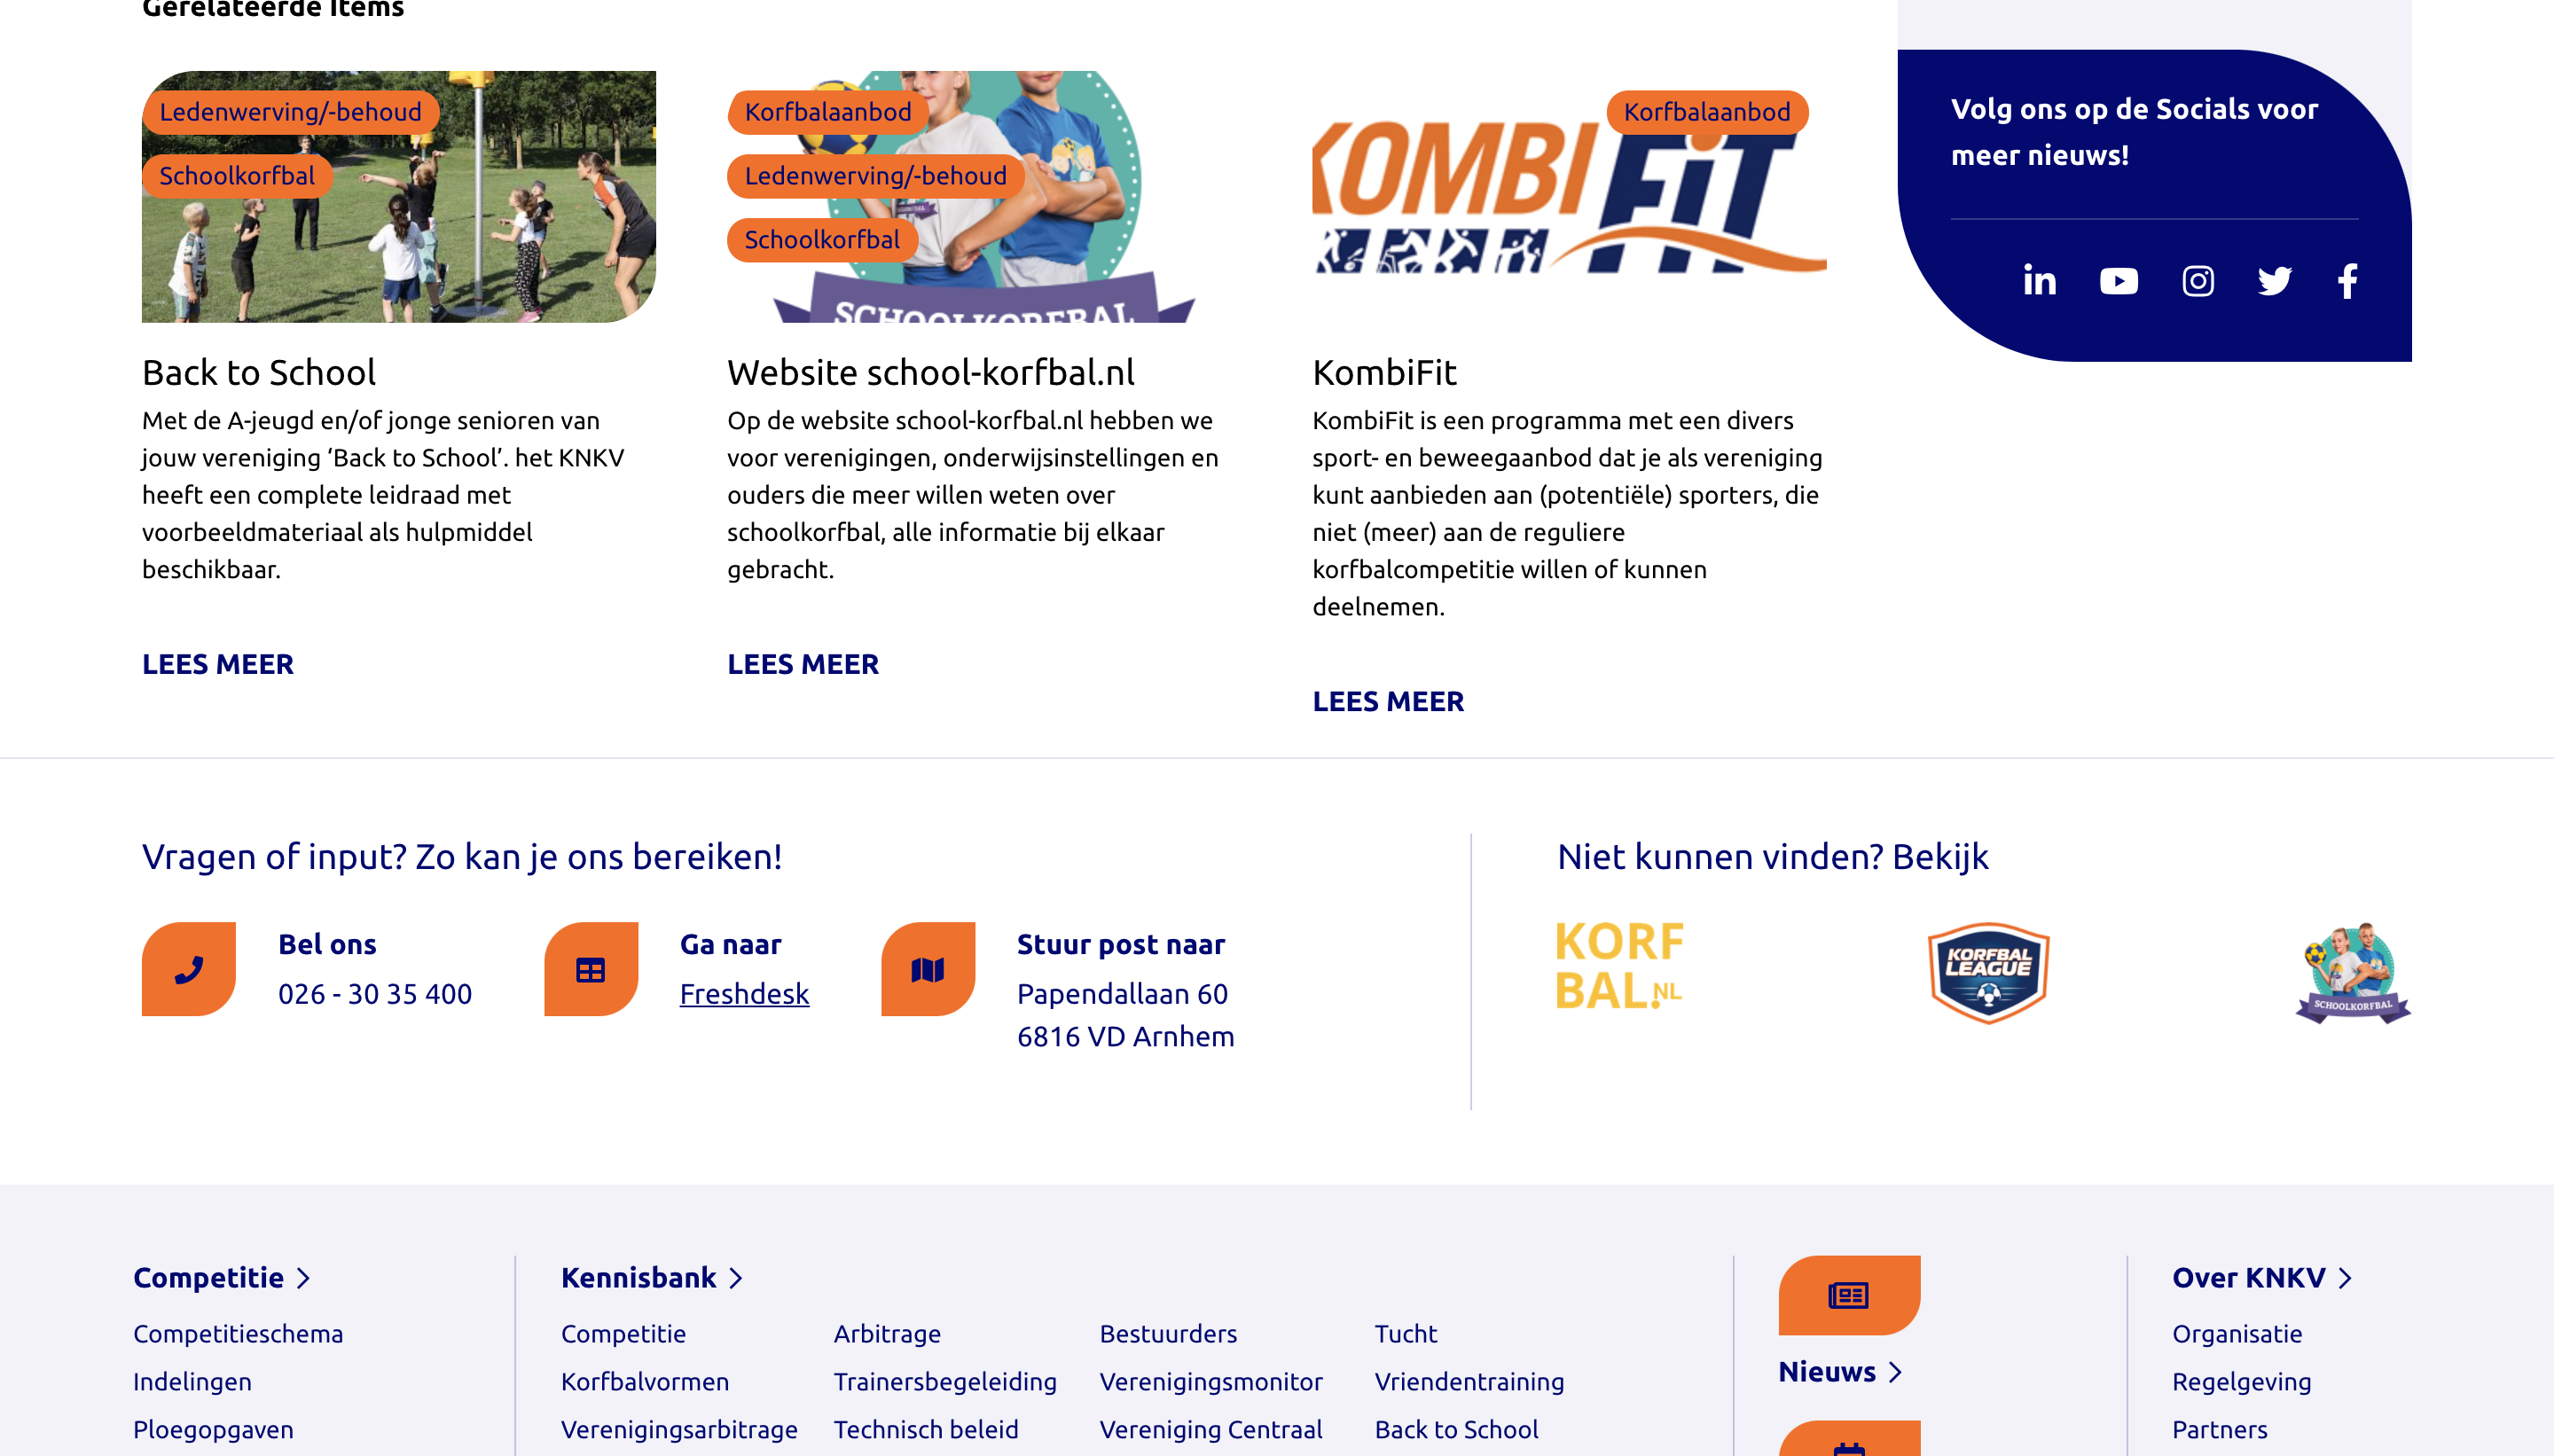 Gerelateerde Items
Ledenwerving/-behoud
Schoolkorfbal
Korfbalaanbod
Ledenwerving/-behoud
Schoolkorfbal
SCHOOLKORFBAL
Korfbalaanbod
KOMBI FiT
Back to School
Met de A-jeugd en/of jonge senioren van
jouw vereniging ‘Back to School’. het KNKV
heeft een complete leidraad met
voorbeeldmateriaal als hulpmiddel
beschikbaar.
LEES MEER
Website school-korfbal.nl
Op de website school-korfbal.nl hebben we
voor verenigingen, onderwijsinstellingen en
ouders die meer willen weten over
schoolkorfbal, alle informatie bij elkaar
gebracht.
LEES MEER
KombiFit
KombiFit is een programma met een divers
sport- en beweegaanbod dat je als vereniging
kunt aanbieden aan (potentiële) sporters, die
niet (meer) aan de reguliere
korfbalcompetitie willen of kunnen
deelnemen.
LEES MEER
Volg ons op de Socials voor
meer nieuws!
Vragen of input? Zo kan je ons bereiken!
Bel ons
026 - 30 35 400
Ga naar
Freshdesk
Stuur post naar
Papendallaan 60
6816 VD Arnhem
Niet kunnen vinden? Bekijk
KORF
BAL.NL
KORFBAL
LEAGUE
SCHOOLKORFBAL
Competitie
Competitieschema
Indelingen
Ploegopgaven
Kennisbank
Competitie
Korfbalvormen
Verenigingsarbitrage
Arbitrage
Trainersbegeleiding
Technisch beleid
Bestuurders
Verenigingsmonitor
Vereniging Centraal
Tucht
Vriendentraining
Back to School
Nieuws
Over KNKV
Organisatie
Regelgeving
Partners